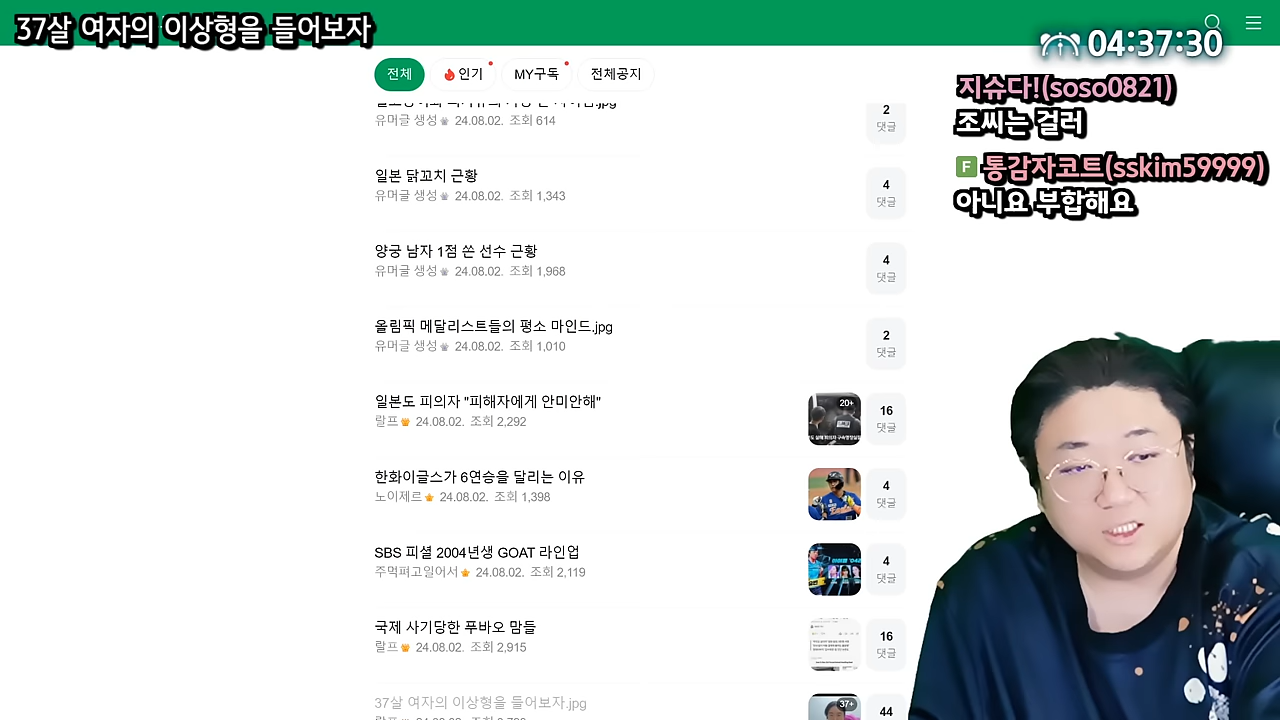 37살 여자의 이상형을 들어보자
04:37:30
전체
인기
MY구독
전체공지
지슈다!(soso0821)
조씨는 걸러
F 통감자코트(sskim59999)
아니요 부합해요
유머글 생성 24.08.02. 조회 614
2
댓글
일본 닭꼬치 근황
유머글 생성 24.08.02. 조회 1,343
4
댓글
양궁 남자 1점 쏜 선수 근황
유머글 생성 24.08.02. 조회 1,968
4
댓글
올림픽 메달리스트들의 평소 마인드.jpg
유머글 생성 24.08.02. 조회 1,010
2
댓글
일본도 피의자 "피해자에게 안미안해"
랄프 24.08.02. 조회 2,292
20+
16
댓글
한화이글스가 6연승을 달리는 이유
노이제르 24.08.02. 조회 1,398
4
댓글
SBS 피셜 2004년생 GOAT 라인업
주먹펴고일어서 24.08.02. 조회 2,119
4
댓글
국제 사기당한 푸바오 맘들
랄프 24.08.02. 조회 2,915
16
댓글
37살 여자의 이상형을 들어보자.jpg
37+
44